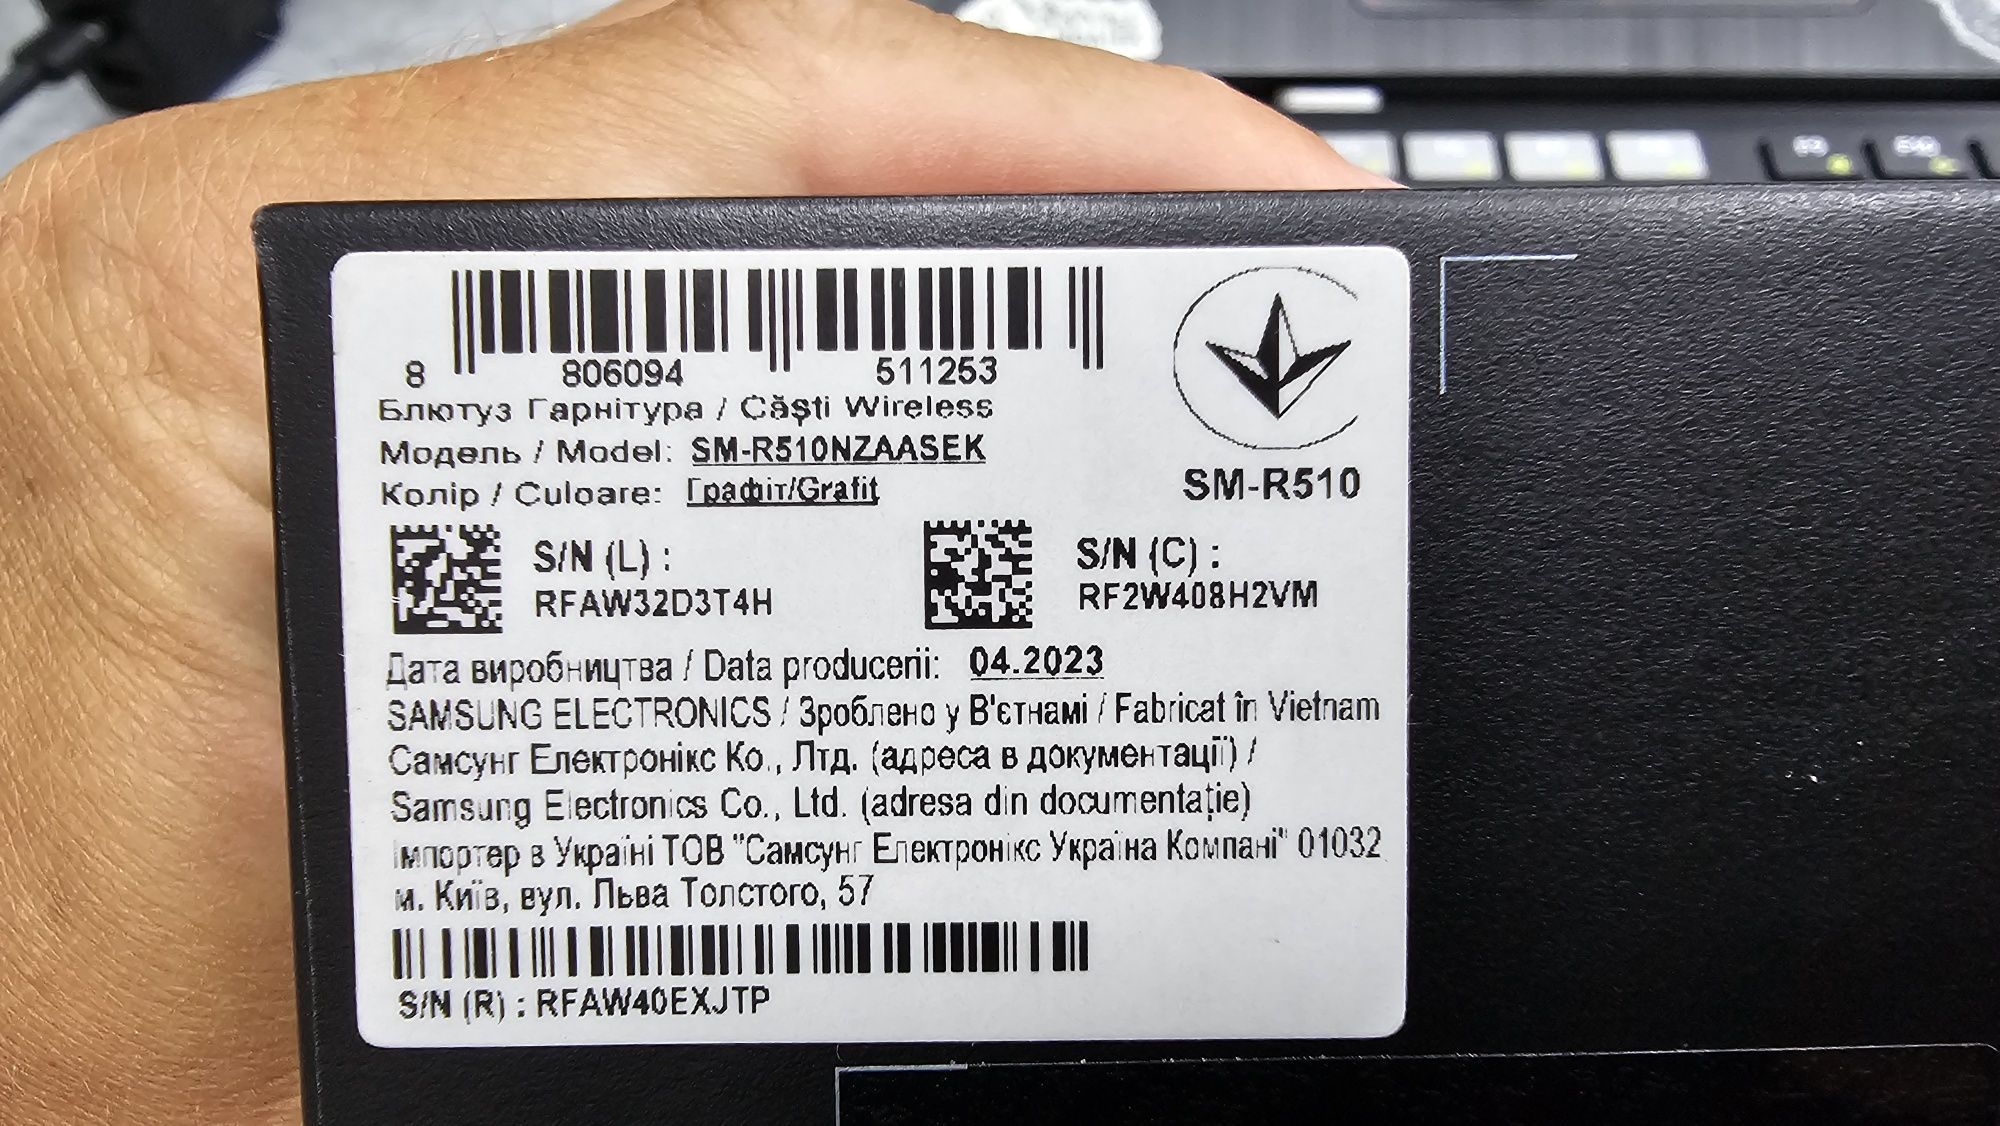 8 806094 511253
Блютуз Гарнітура / Căști Wireless
Модель / Model: SM-R510NZAASEK
Колір / Culoare: Графіт/Grafit
SM-R510
S/N (L) :
RFAW32D3T4H
S/N (C) :
RF2W408H2VM
Дата виробництва / Data producerii: 04.2023
SAMSUNG ELECTRONICS / Зроблено у В'єтнамі / Fabricat în Vietnam
Самсунг Електронікс Ко., Лтд. (адреса в документації) /
Samsung Electronics Co., Ltd. (adresa din documentație)
Імпортер в Україні ТОВ "Самсунг Електронікс Україна Компані" 01032
м. Київ, вул. Льва Толстого, 57
S/N (R) : RFAW40EXJTP